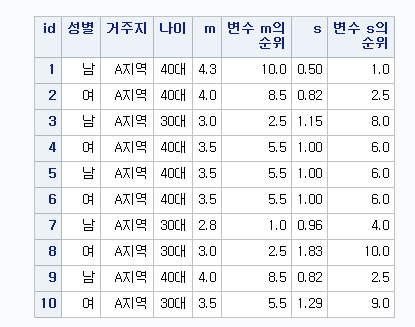 id 성별 거주지 나이 m 변수 m의 순위 s 변수 s의 순위
1 남 A지역 40대 4.3 10.0 0.50 1.0
2 여 A지역 40대 4.0 8.5 0.82 2.5
3 남 A지역 30대 3.0 2.5 1.15 8.0
4 여 A지역 40대 3.5 5.5 1.00 6.0
5 남 A지역 40대 3.5 5.5 1.00 6.0
6 여 A지역 40대 3.5 5.5 1.00 6.0
7 남 A지역 30대 2.8 1.0 0.96 4.0
8 여 A지역 30대 3.0 2.5 1.83 10.0
9 남 A지역 40대 4.0 8.5 0.82 2.5
10 여 A지역 30대 3.5 5.5 1.29 9.0